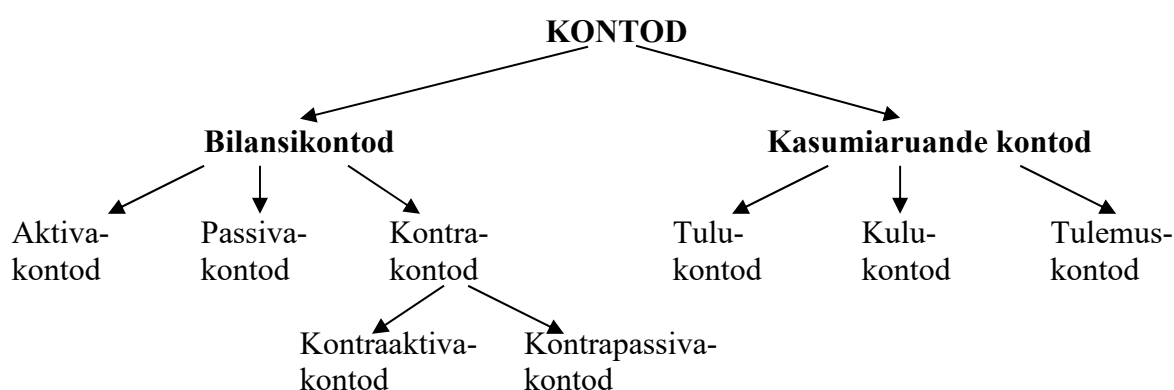 KONTOD
Bilansikontod
Kasumiaruande kontod
Aktiva-
kontod
Passiva-
kontod
Kontra-
kontod
Tulu-
kontod
Kulu-
kontod
Tulemus-
kontod
Kontraaktiva-
kontod
Kontrapassiva-
kontod